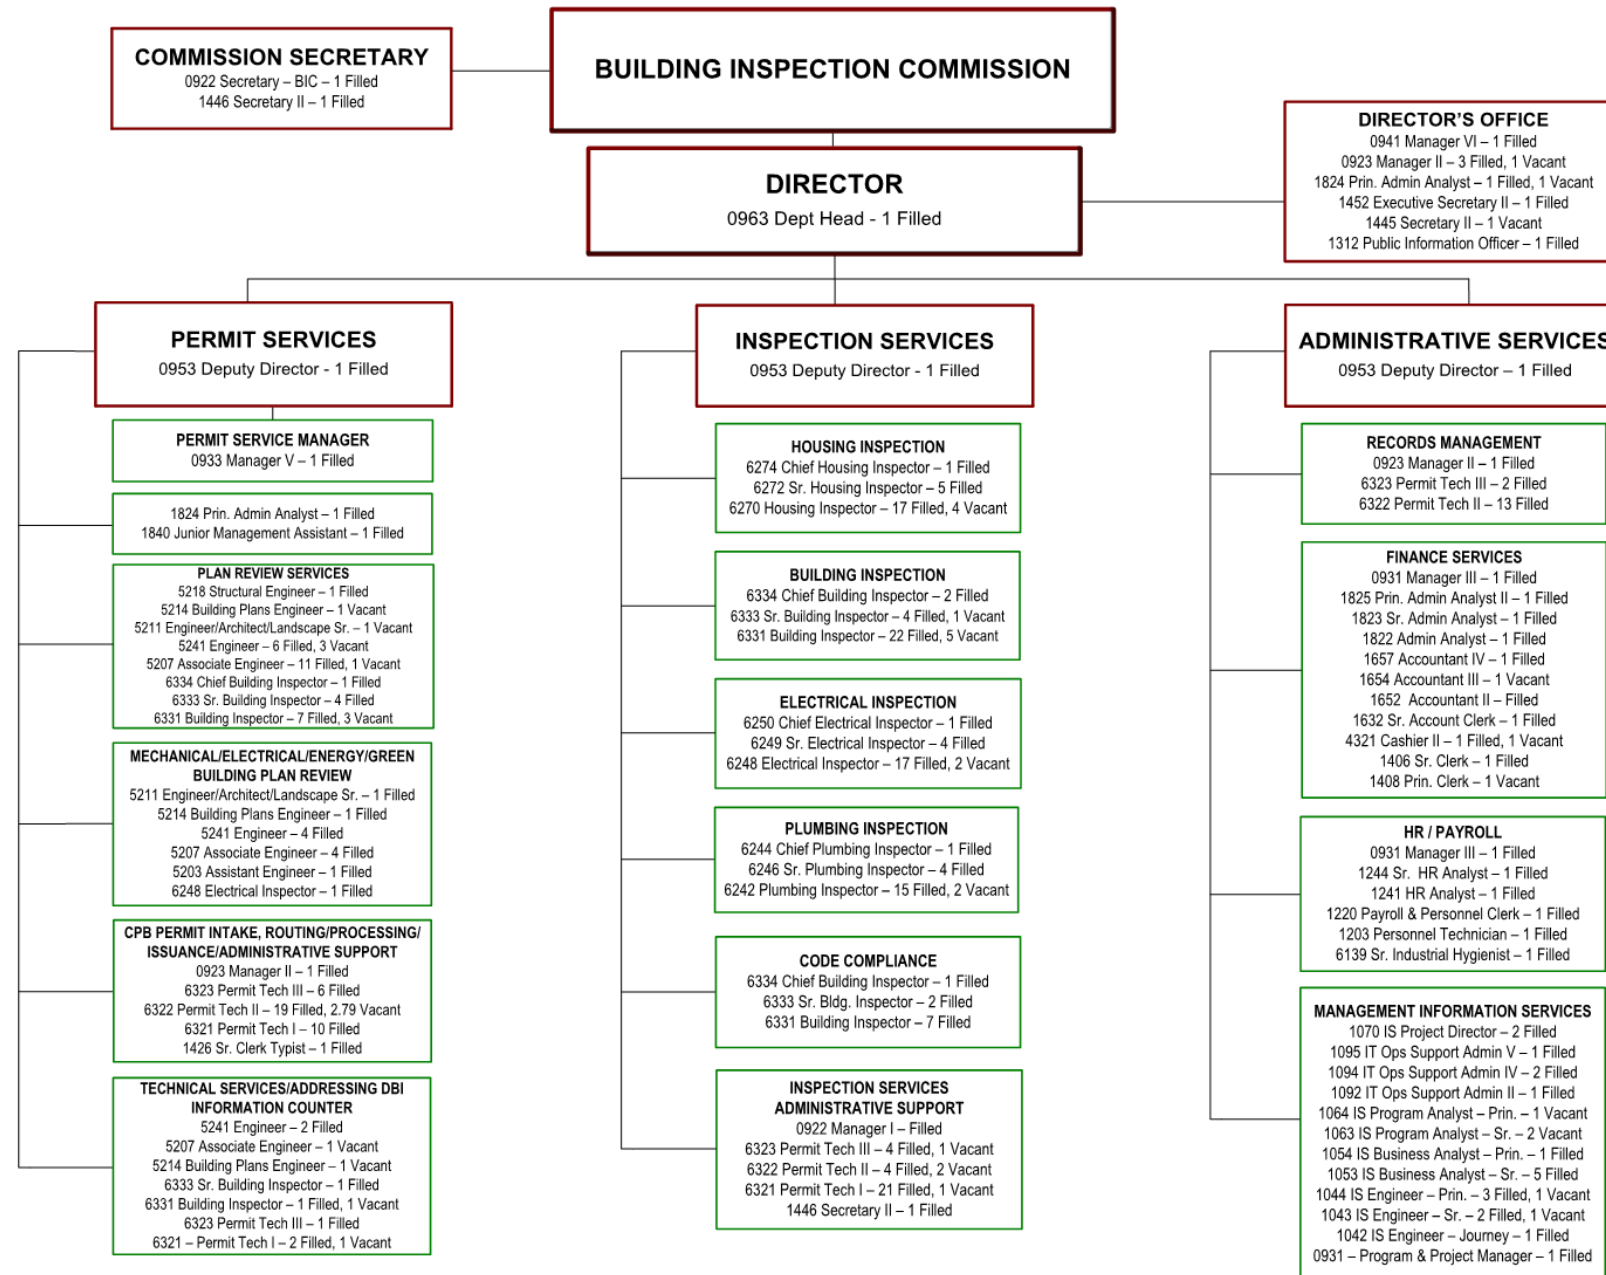 COMMISSION SECRETARY
0922 Secretary – BIC – 1 Filled
1446 Secretary II – 1 Filled
BUILDING INSPECTION COMMISSION
DIRECTOR
0963 Dept Head - 1 Filled
DIRECTOR'S OFFICE
0941 Manager VI – 1 Filled
0923 Manager II – 3 Filled, 1 Vacant
1824 Prin. Admin Analyst – 1 Filled, 1 Vacant
1452 Executive Secretary II – 1 Filled
1445 Secretary II – 1 Vacant
1312 Public Information Officer – 1 Filled
PERMIT SERVICES
0953 Deputy Director - 1 Filled
PERMIT SERVICE MANAGER
0933 Manager V – 1 Filled
1824 Prin. Admin Analyst – 1 Filled
1840 Junior Management Assistant – 1 Filled
PLAN REVIEW SERVICES
5218 Structural Engineer – 1 Filled
5214 Building Plans Engineer – 1 Vacant
5211 Engineer/Architect/Landscape Sr. – 1 Vacant
5241 Engineer – 6 Filled, 3 Vacant
5207 Associate Engineer – 11 Filled, 1 Vacant
6334 Chief Building Inspector – 1 Filled
6333 Sr. Building Inspector – 4 Filled
6331 Building Inspector – 7 Filled, 3 Vacant
MECHANICAL/ELECTRICAL/ENERGY/GREEN
BUILDING PLAN REVIEW
5211 Engineer/Architect/Landscape Sr. – 1 Filled
5214 Building Plans Engineer – 1 Filled
5241 Engineer – 4 Filled
5207 Associate Engineer – 4 Filled
5203 Assistant Engineer – 1 Filled
6248 Electrical Inspector – 1 Filled
CPB PERMIT INTAKE, ROUTING/PROCESSING/
ISSUANCE/ADMINISTRATIVE SUPPORT
0923 Manager II – 1 Filled
6323 Permit Tech III – 6 Filled
6322 Permit Tech II – 19 Filled, 2.79 Vacant
6321 Permit Tech I – 10 Filled
1426 Sr. Clerk Typist – 1 Filled
TECHNICAL SERVICES/ADDRESSING DBI
INFORMATION COUNTER
5241 Engineer – 2 Filled
5207 Associate Engineer – 1 Vacant
5214 Building Plans Engineer – 1 Vacant
6333 Sr. Building Inspector – 1 Filled
6331 Building Inspector – 1 Filled, 1 Vacant
6323 Permit Tech III – 1 Filled
6321 – Permit Tech I – 2 Filled, 1 Vacant
INSPECTION SERVICES
0953 Deputy Director - 1 Filled
HOUSING INSPECTION
6274 Chief Housing Inspector – 1 Filled
6272 Sr. Housing Inspector – 5 Filled
6270 Housing Inspector – 17 Filled, 4 Vacant
BUILDING INSPECTION
6334 Chief Building Inspector – 2 Filled
6333 Sr. Building Inspector – 4 Filled, 1 Vacant
6331 Building Inspector – 22 Filled, 5 Vacant
ELECTRICAL INSPECTION
6250 Chief Electrical Inspector – 1 Filled
6249 Sr. Electrical Inspector – 4 Filled
6248 Electrical Inspector – 17 Filled, 2 Vacant
PLUMBING INSPECTION
6244 Chief Plumbing Inspector – 1 Filled
6246 Sr. Plumbing Inspector – 4 Filled
6242 Plumbing Inspector – 15 Filled, 2 Vacant
CODE COMPLIANCE
6334 Chief Building Inspector – 1 Filled
6333 Sr. Bldg. Inspector – 2 Filled
6331 Building Inspector – 7 Filled
INSPECTION SERVICES
ADMINISTRATIVE SUPPORT
0922 Manager I – Filled
6323 Permit Tech III – 4 Filled, 1 Vacant
6322 Permit Tech II – 4 Filled, 2 Vacant
6321 Permit Tech I – 21 Filled, 1 Vacant
1446 Secretary II – 1 Filled
ADMINISTRATIVE SERVICES
0953 Deputy Director – 1 Filled
RECORDS MANAGEMENT
0923 Manager II – 1 Filled
6323 Permit Tech III – 2 Filled
6322 Permit Tech II – 13 Filled
FINANCE SERVICES
0931 Manager III – 1 Filled
1825 Prin. Admin Analyst II – 1 Filled
1823 Sr. Admin Analyst – 1 Filled
1822 Admin Analyst – 1 Filled
1657 Accountant IV – 1 Filled
1654 Accountant III – 1 Vacant
1652 Accountant II – Filled
1632 Sr. Account Clerk – 1 Filled
4321 Cashier II – 1 Filled, 1 Vacant
1406 Sr. Clerk – 1 Filled
1408 Prin. Clerk – 1 Vacant
HR / PAYROLL
0931 Manager III – 1 Filled
1244 Sr. HR Analyst – 1 Filled
1241 HR Analyst – 1 Filled
1220 Payroll & Personnel Clerk – 1 Filled
1203 Personnel Technician – 1 Filled
6139 Sr. Industrial Hygienist – 1 Filled
MANAGEMENT INFORMATION SERVICES
1070 IS Project Director – 2 Filled
1095 IT Ops Support Admin V – 1 Filled
1094 IT Ops Support Admin IV – 2 Filled
1092 IT Ops Support Admin II – 1 Filled
1064 IS Program Analyst – Prin. – 1 Vacant
1063 IS Program Analyst – Sr. – 2 Vacant
1054 IS Business Analyst – Prin. – 1 Filled
1053 IS Business Analyst – Sr. – 5 Filled
1044 IS Engineer – Prin. – 3 Filled, 1 Vacant
1043 IS Engineer – Sr. – 2 Filled, 1 Vacant
1042 IS Engineer – Journey – 1 Filled
0931 – Program & Project Manager – 1 Filled